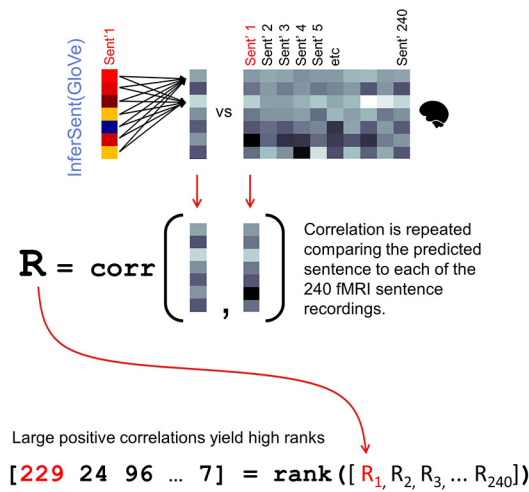 InferSent(GloVe)
Sent'1
Sent' 1
Sent' 2
Sent' 3
Sent' 4
Sent' 5
etc
Sent' 240
vs
R = corr ( , )
Correlation is repeated
comparing the predicted
sentence to each of the
240 fMRI sentence
recordings.
Large positive correlations yield high ranks
[229 24 96 … 7] = rank([ R1, R2, R3, … R240])